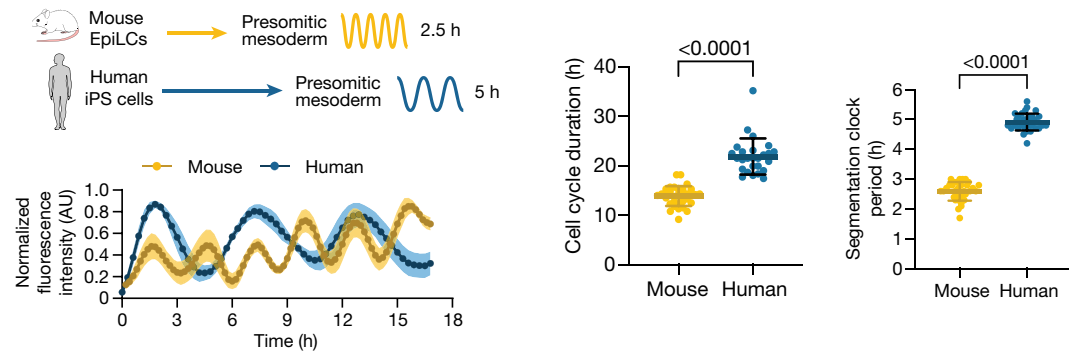 Mouse
EpiLCs
Presomitic
mesoderm
2.5 h
Human
iPS cells
Presomitic
mesoderm
5 h
Mouse
Human
Normalized
fluorescence
intensity (AU)
1.0
0.8
0.6
0.4
0.2
0
0 3 6 9 12 15 18
Time (h)
Cell cycle duration (h)
40
30
20
10
0
<0.0001
Mouse Human
Segmentation clock
period (h)
6
5
4
3
2
1
0
<0.0001
Mouse Human